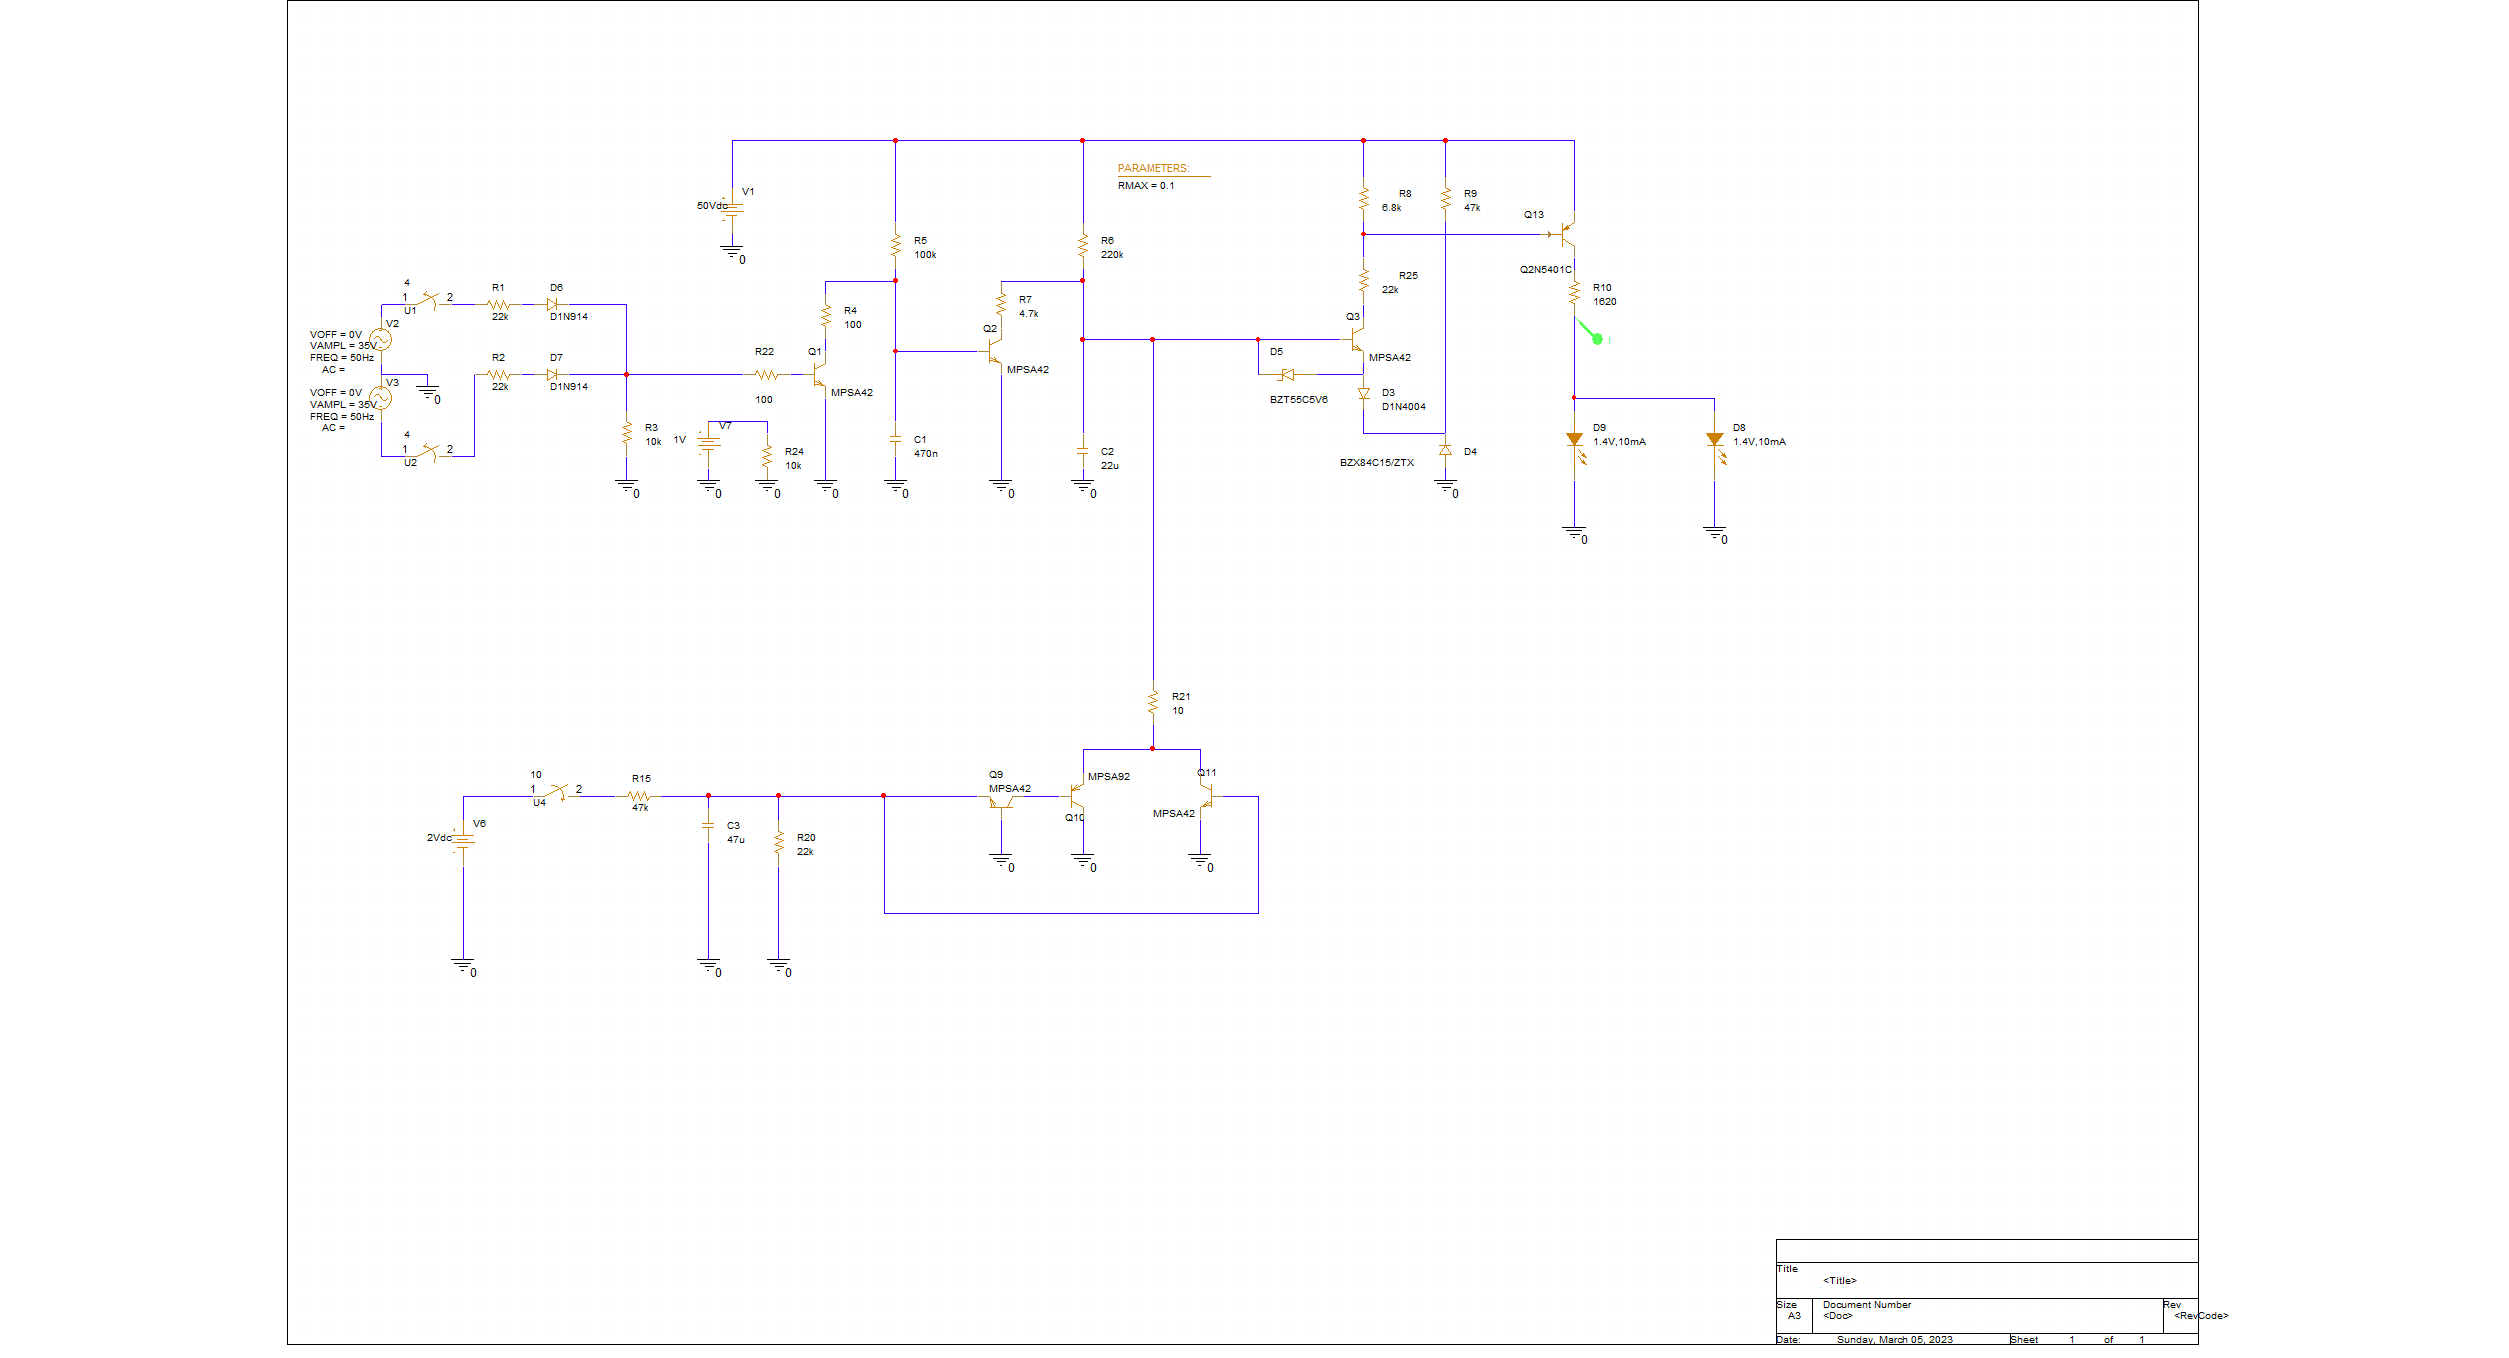 PARAMETERS:
RMAX = 0.1
V1
50Vdc
0
R5
100k
R6
220k
R8
6.8k
R9
47k
Q13
Q2N5401C
R25
22k
R10
1620
I
4
1
2
U1
R1
22k
D6
D1N914
V2
VOFF = 0V
VAMPL = 35V
FREQ = 50Hz
AC =
0
R2
22k
D7
D1N914
V3
VOFF = 0V
VAMPL = 35V
FREQ = 50Hz
AC =
4
1
2
U2
R3
10k
0
R22
100
Q1
MPSA42
R4
100
V7
1V
0
R24
10k
0
0
C1
470n
0
R7
4.7k
Q2
MPSA42
0
C2
22u
0
D5
BZT55C5V6
Q3
MPSA42
D3
D1N4004
BZX84C15/ZTX
D4
0
D9
1.4V,10mA
0
D8
1.4V,10mA
0
R21
10
10
1
2
U4
R15
47k
V6
2Vdc
0
C3
47u
0
R20
22k
0
Q9
MPSA42
0
MPSA92
Q10
0
Q11
MPSA42
0
Title
<Title>
Size
A3
Document Number
<Doc>
Rev
<RevCode>
Date:
Sunday, March 05, 2023
Sheet
1
of
1